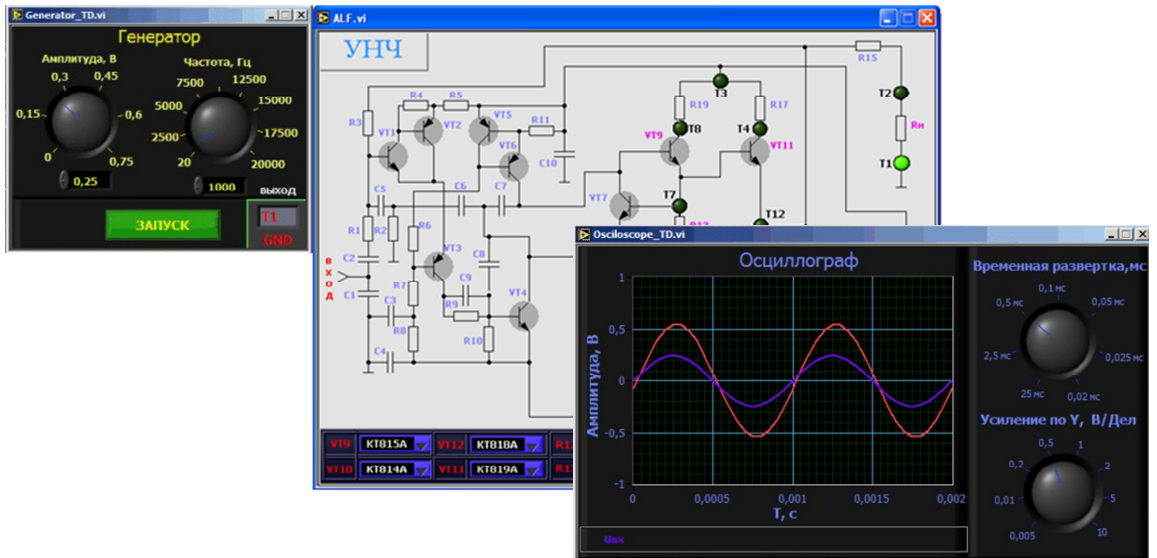 Generator_TD.vi
Генератор
Амплитуда, В
0,3
0,45
0,15
0,6
0
0,75
0,25
Частота, Гц
7500
12500
5000
15000
2500
17500
20
20000
1000
выход
ЗАПУСК
T1
GND
ALF.vi
УНЧ
R15
R4
R5
VT5
R11
R3
VT1
VT2
VT6
C10
T3
R19
R17
T2
T8
T4
VT9
VT11
Rн
T1
C5
C6
C7
VT7
T7
T12
R1
R2
R6
C2
VT3
C8
ВХОД
C1
C3
R7
C9
R9
VT4
R8
R10
C4
VT9
КТ815А
VT12
КТ818А
VT10
КТ814А
VT11
КТ819А
Osciloscope_TD.vi
Осциллограф
Амплитуда, В
1
0,5
0
-0,5
-1
0
0,0005
0,001
0,0015
0,002
T, с
Uвх
Временная развертка,мс
0,1 мс
0,5 мс
0,05 мс
2,5 мс
0,025 мс
25 мс
0,02 мс
Усиление по Y, В/Дел
0,5
1
0,2
2
0,01
5
0,005
10